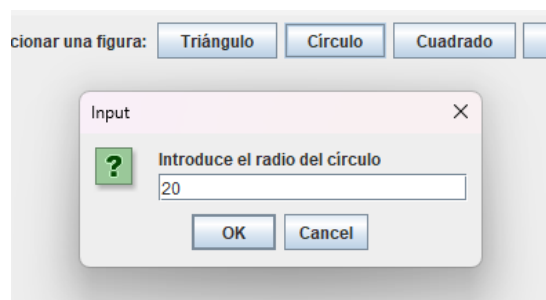 cionar una figura: Triángulo Círculo Cuadrado
Input
?
Introduce el radio del círculo
20
OK Cancel